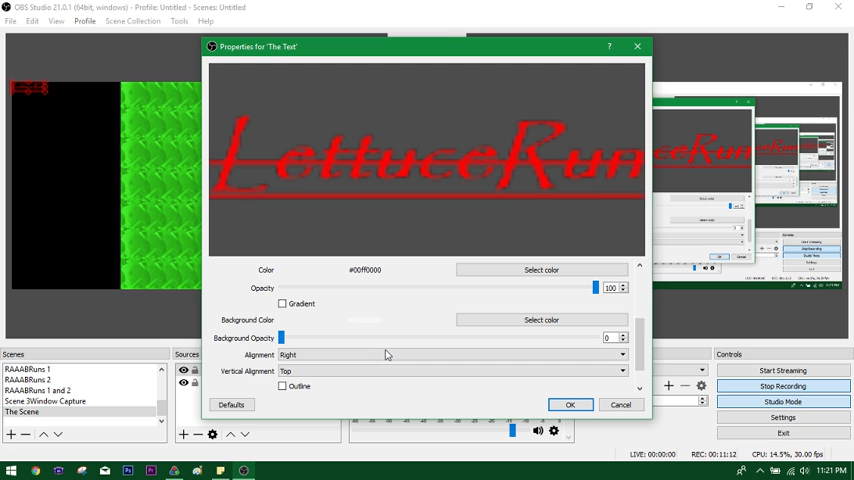 OBS Studio 21.0.1 (64bit, windows) - Profile: Untitled - Scenes: Untitled
File Edit View Profile Scene Collection Tools Help
Properties for 'The Text'
?
LettuceRun
Color #00ff0000 Select color
Opacity 100
Gradient
Background Color Select color
Background Opacity 0
Alignment Right
Vertical Alignment Top
Outline
Defaults OK Cancel
Scenes
RAAABRuns 1
RAAABRuns 2
RAAABRuns 1 and 2
Scene 3Window Capture
The Scene
Sources
Controls
Start Streaming
Stop Recording
Studio Mode
Settings
Exit
LIVE: 00:00:00 REC: 00:11:12 CPU: 14.5%, 30.00 fps
11:21 PM